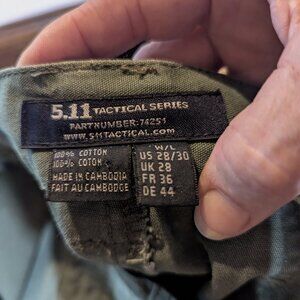 5.11 TACTICAL SERIES
PART NUMBER: 74251
WWW.511TACTICAL.COM
100% COTTON
100% COTON
MADE IN CAMBODIA
FAIT AU CAMBODGE
W/L
US 28/30
UK 28
FR 36
DE 44